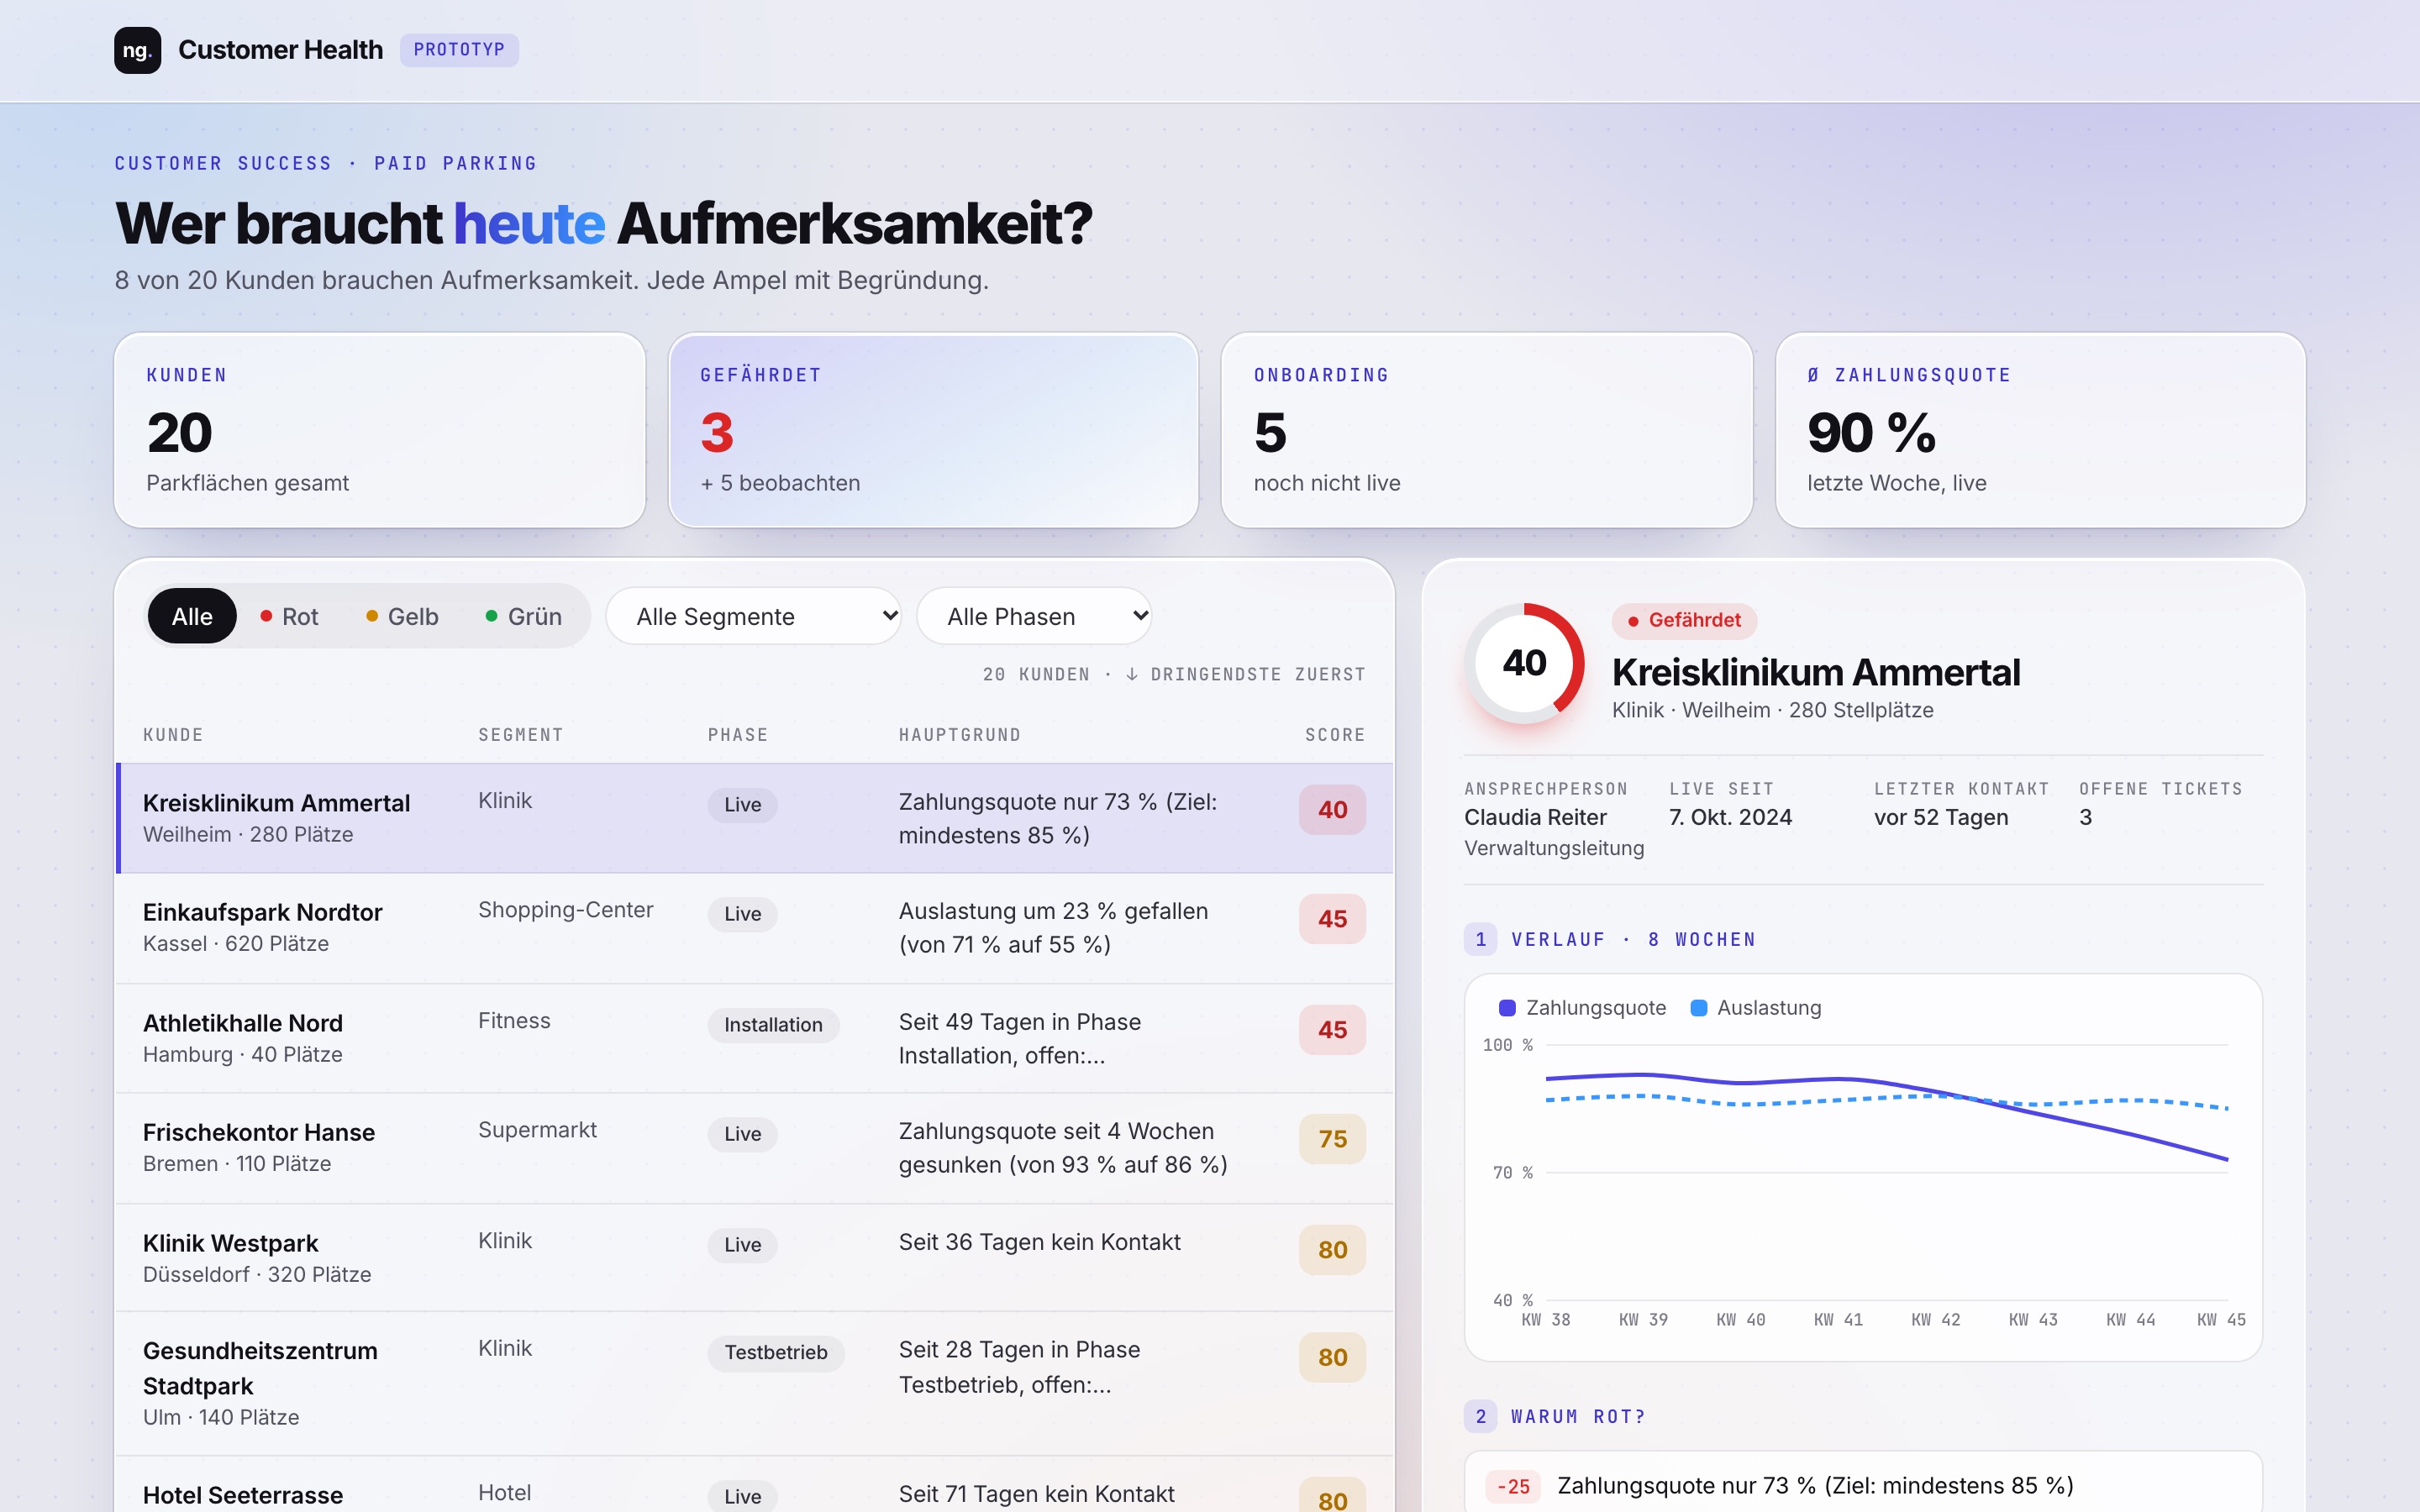 ng.
Customer Health
PROTOTYP
CUSTOMER SUCCESS · PAID PARKING
Wer braucht heute Aufmerksamkeit?
8 von 20 Kunden brauchen Aufmerksamkeit. Jede Ampel mit Begründung.
KUNDEN
20
Parkflächen gesamt
GEFÄHRDET
3
+ 5 beobachten
ONBOARDING
5
noch nicht live
Ø ZAHLUNGSQUOTE
90 %
letzte Woche, live
Alle Rot Gelb Grün Alle Segmente Alle Phasen
20 KUNDEN · ↓ DRINGENDSTE ZUERST
KUNDE SEGMENT PHASE HAUPTGRUND SCORE
Kreisklinikum Ammertal
Weilheim · 280 Plätze
Klinik
Live
Zahlungsquote nur 73 % (Ziel:
mindestens 85 %)
40
Einkaufspark Nordtor
Kassel · 620 Plätze
Shopping-Center
Live
Auslastung um 23 % gefallen
(von 71 % auf 55 %)
45
Athletikhalle Nord
Hamburg · 40 Plätze
Fitness
Installation
Seit 49 Tagen in Phase
Installation, offen:…
45
Frischekontor Hanse
Bremen · 110 Plätze
Supermarkt
Live
Zahlungsquote seit 4 Wochen
gesunken (von 93 % auf 86 %)
75
Klinik Westpark
Düsseldorf · 320 Plätze
Klinik
Live
Seit 36 Tagen kein Kontakt
80
Gesundheitszentrum
Stadtpark
Ulm · 140 Plätze
Klinik
Testbetrieb
Seit 28 Tagen in Phase
Testbetrieb, offen:…
80
Hotel Seeterrasse
Hotel
Live
Seit 71 Tagen kein Kontakt
80
40
Gefährdet
Kreisklinikum Ammertal
Klinik · Weilheim · 280 Stellplätze
ANSPRECHPERSON
Claudia Reiter
Verwaltungsleitung
LIVE SEIT
7. Okt. 2024
LETZTER KONTAKT
vor 52 Tagen
OFFENE TICKETS
3
1 VERLAUF · 8 WOCHEN
Zahlungsquote Auslastung
100 %
70 %
40 %
KW 38 KW 39 KW 40 KW 41 KW 42 KW 43 KW 44 KW 45
2 WARUM ROT?
-25 Zahlungsquote nur 73 % (Ziel: mindestens 85 %)